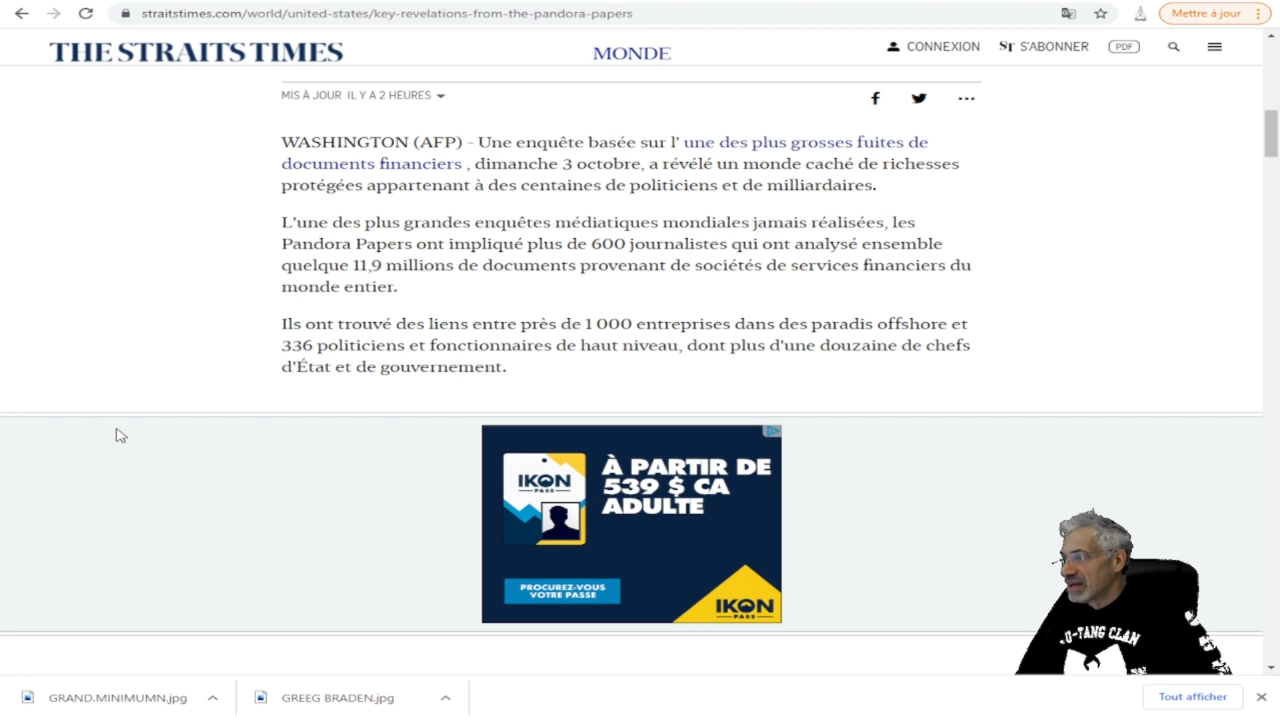 straitstimes.com/world/united-states/key-revelations-from-the-pandora-papers
Mettre à jour
THE STRAITS TIMES
MONDE
CONNEXION
ST S'ABONNER
PDF
MIS À JOUR IL Y A 2 HEURES
WASHINGTON (AFP) - Une enquête basée sur l' une des plus grosses fuites de
documents financiers , dimanche 3 octobre, a révélé un monde caché de richesses
protégées appartenant à des centaines de politiciens et de milliardaires.
L'une des plus grandes enquêtes médiatiques mondiales jamais réalisées, les
Pandora Papers ont impliqué plus de 600 journalistes qui ont analysé ensemble
quelque 11,9 millions de documents provenant de sociétés de services financiers du
monde entier.
Ils ont trouvé des liens entre près de 1 000 entreprises dans des paradis offshore et
336 politiciens et fonctionnaires de haut niveau, dont plus d'une douzaine de chefs
d'État et de gouvernement.
IKON
PASS
À PARTIR DE
539 $ CA
ADULTE
PROCUREZ-VOUS
VOTRE PASSE
IKON
PASS
U-TANG CLAN
GRAND.MINIMUMN.jpg
GREEG BRADEN.jpg
Tout afficher